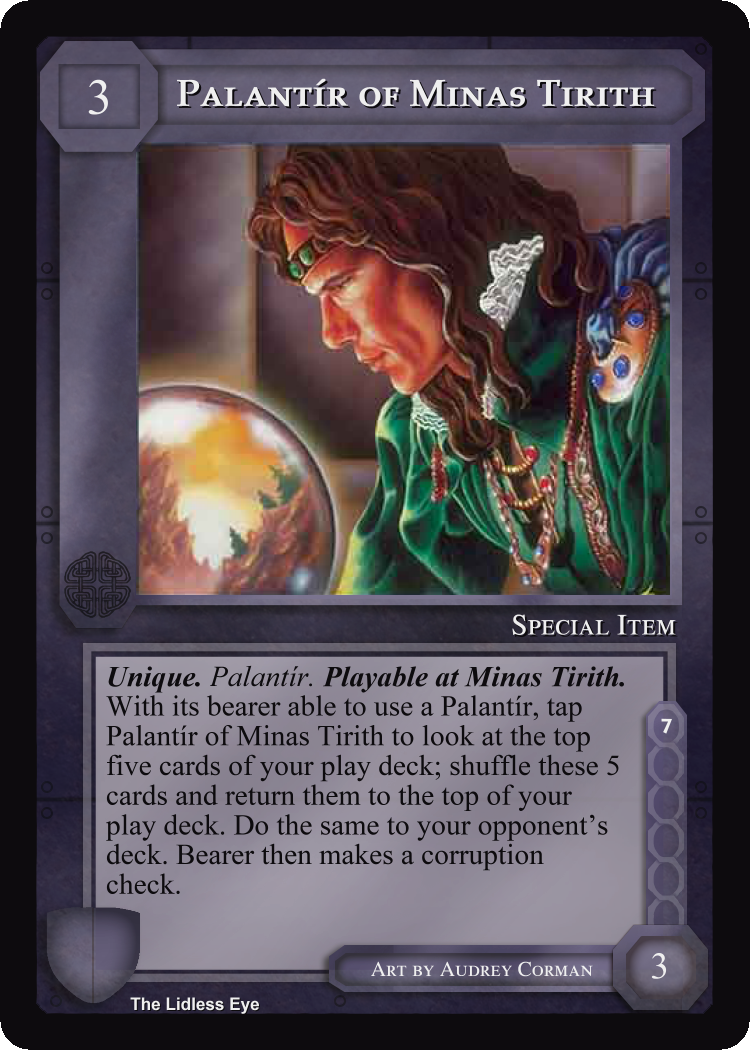 3
Palantír of Minas Tirith
Special Item
Unique. Palantír. Playable at Minas Tirith.
With its bearer able to use a Palantír, tap
Palantír of Minas Tirith to look at the top
five cards of your play deck; shuffle these 5
cards and return them to the top of your
play deck. Do the same to your opponent’s
deck. Bearer then makes a corruption
check.
7
Art by Audrey Corman
3
The Lidless Eye